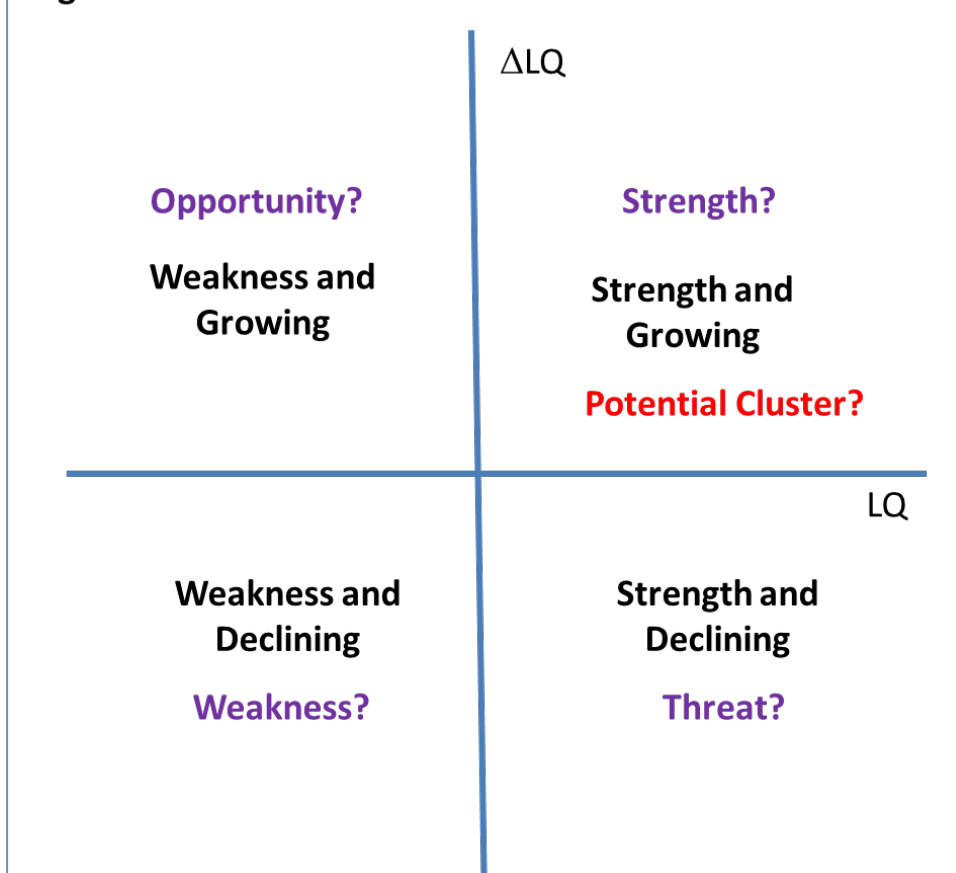 ΔLQ
Opportunity?
Strength?
Weakness and
Growing
Strength and
Growing
Potential Cluster?
LQ
Weakness and
Declining
Strength and
Declining
Weakness?
Threat?